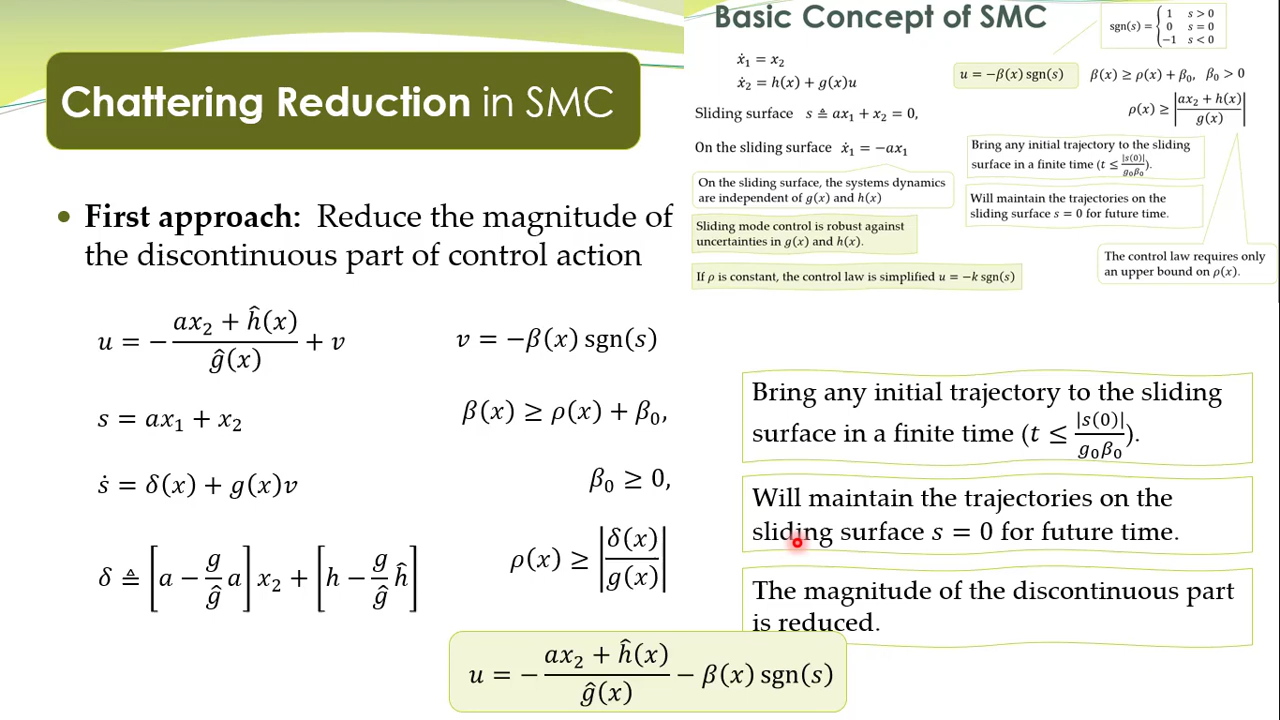 Chattering Reduction in SMC
• First approach: Reduce the magnitude of
the discontinuous part of control action
u = −(ax₂ + ĥ(x))/ĝ(x) + v
v = −β(x) sgn(s)
s = ax₁ + x₂
β(x) ≥ ρ(x) + β₀,
ṡ = δ(x) + g(x)v
β₀ ≥ 0,
δ ≜ [a − (g/ĝ)a] x₂ + [h − (g/ĝ)ĥ]
ρ(x) ≥ |δ(x)/g(x)|
u = −(ax₂ + ĥ(x))/ĝ(x) − β(x) sgn(s)
Basic Concept of SMC
sgn(s) = { 1 s > 0
0 s = 0
−1 s < 0
ẋ₁ = x₂
ẋ₂ = h(x) + g(x)u
u = −β(x) sgn(s)
β(x) ≥ ρ(x) + β₀, β₀ > 0
Sliding surface s ≜ ax₁ + x₂ = 0,
ρ(x) ≥ |(ax₂ + h(x))/g(x)|
On the sliding surface ẋ₁ = −ax₁
Bring any initial trajectory to the sliding
surface in a finite time (t ≤ |s(0)|/(g₀β₀)).
On the sliding surface, the systems dynamics
are independent of g(x) and h(x)
Will maintain the trajectories on the
sliding surface s = 0 for future time.
Sliding mode control is robust against
uncertainties in g(x) and h(x).
The control law requires only
an upper bound on ρ(x).
If ρ is constant, the control law is simplified u = −k sgn(s)
Bring any initial trajectory to the sliding
surface in a finite time (t ≤ |s(0)|/(g₀β₀)).
Will maintain the trajectories on the
sliding surface s = 0 for future time.
The magnitude of the discontinuous part
is reduced.